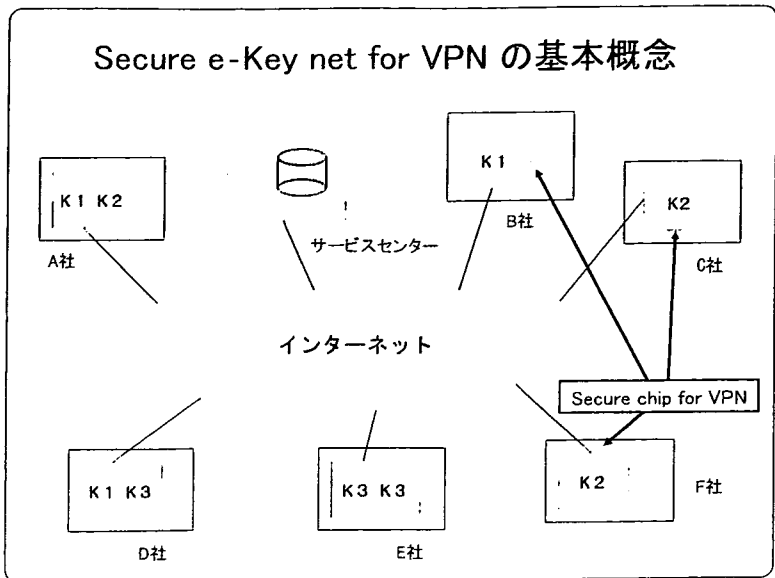 Secure e-Key net for VPN の基本概念
K1 K2
A社
サービスセンター
K1
B社
K2
C社
インターネット
Secure chip for VPN
K1 K3
D社
K3 K3
E社
K2
F社